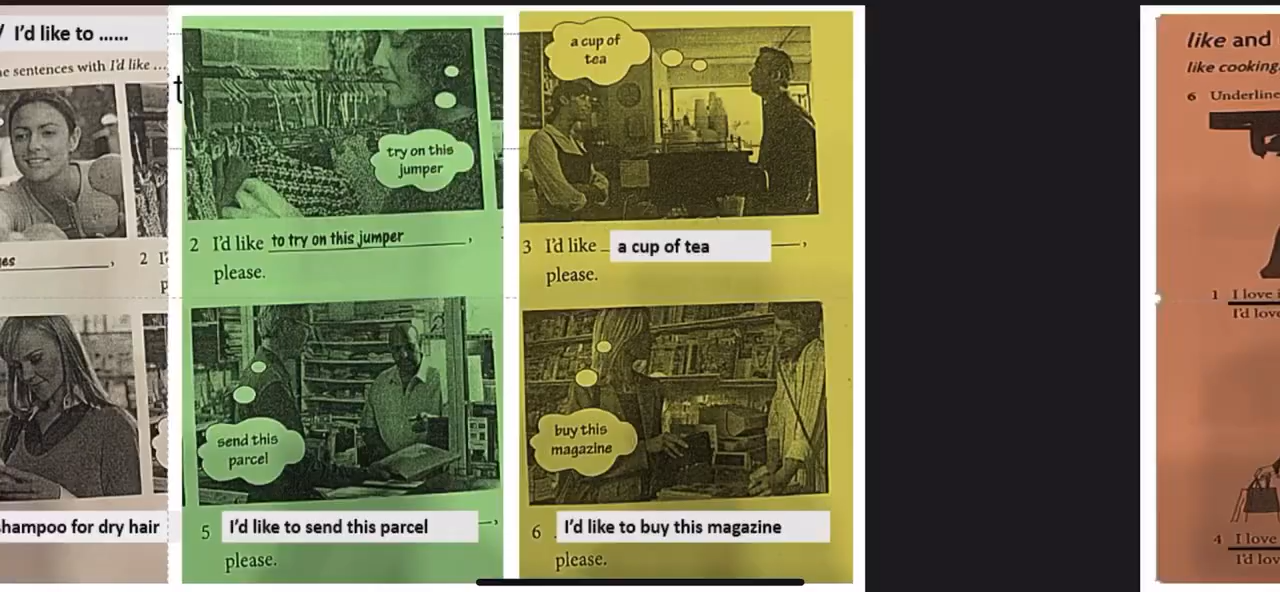 I'd like to ......
e sentences with I'd like ...
a cup of
tea
try on this
jumper
2 I'd like to try on this jumper ,
please.
3 I'd like a cup of tea ,
please.
, 2
send this
parcel
buy this
magazine
shampoo for dry hair
5 I'd like to send this parcel ,
please.
6 I'd like to buy this magazine
please.
like and
like cooking.
6 Underline
1 I love i
I'd love
4 I love
I'd lov